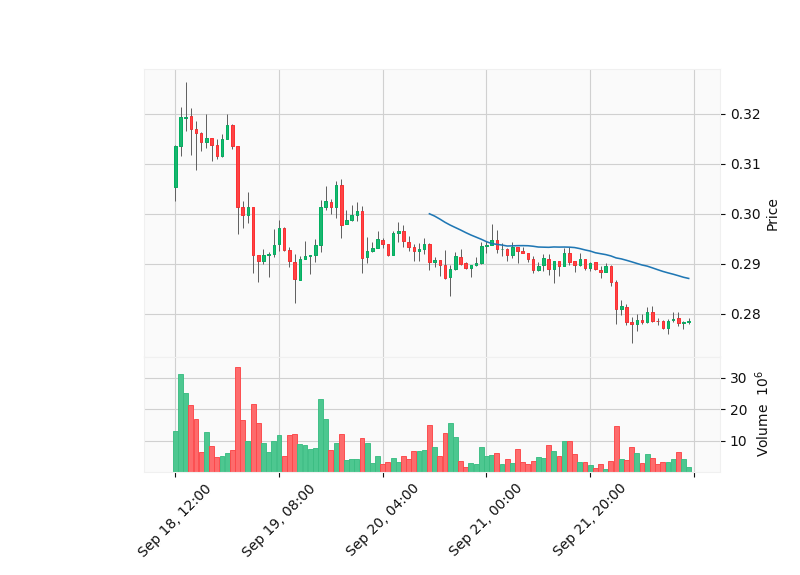 0.32
0.31
0.30
0.29
0.28
Price
30
20
10
Volume 10^6
Sep 18, 12:00
Sep 19, 08:00
Sep 20, 04:00
Sep 21, 00:00
Sep 21, 20:00